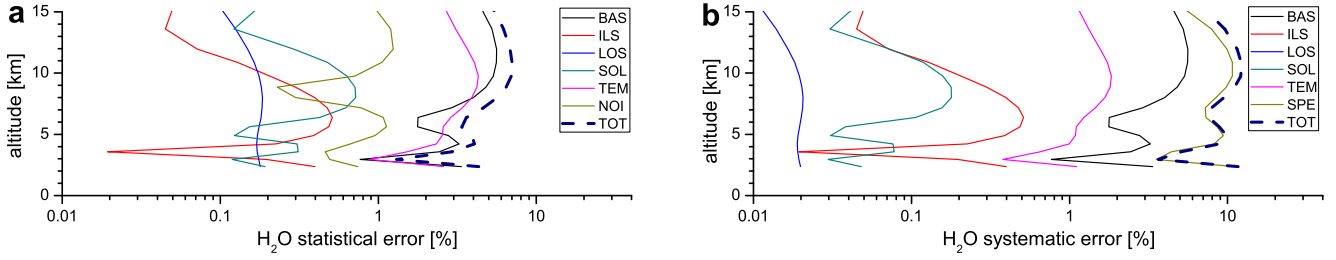 a
altitude [km]
15
10
5
0
0.01 0.1 1 10
H₂O statistical error [%]
BAS
ILS
LOS
SOL
TEM
NOI
TOT
b
altitude [km]
15
10
5
0
0.01 0.1 1 10
H₂O systematic error [%]
BAS
ILS
LOS
SOL
TEM
SPE
TOT